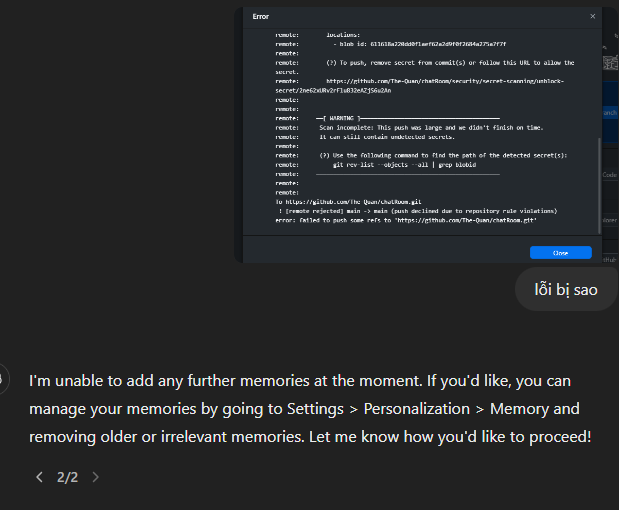 Error
remote: locations:
remote: - blob id: 611618a220dd0f1aef62a2d9f0f2684a275a7f7f
remote:
remote: (?) To push, remove secret from commit(s) or follow this URL to allow the
secret.
remote: https://github.com/The-Quan/chatRoom/security/secret-scanning/unblock-
secret/2ne62xURv2rFlu832eAZjS6u2An
remote:
remote:
remote: —[ WARNING ]—
remote: Scan incomplete: This push was large and we didn't finish on time.
remote: It can still contain undetected secrets.
remote:
remote: (?) Use the following command to find the path of the detected secret(s):
remote: git rev-list --objects --all | grep blobid
remote:
remote:
remote:
To https://github.com/The-Quan/chatRoom.git
! [remote rejected] main -> main (push declined due to repository rule violations)
error: failed to push some refs to 'https://github.com/The-Quan/chatRoom.git'
Close
lỗi bị sao
I'm unable to add any further memories at the moment. If you'd like, you can
manage your memories by going to Settings > Personalization > Memory and
removing older or irrelevant memories. Let me know how you'd like to proceed!
2/2